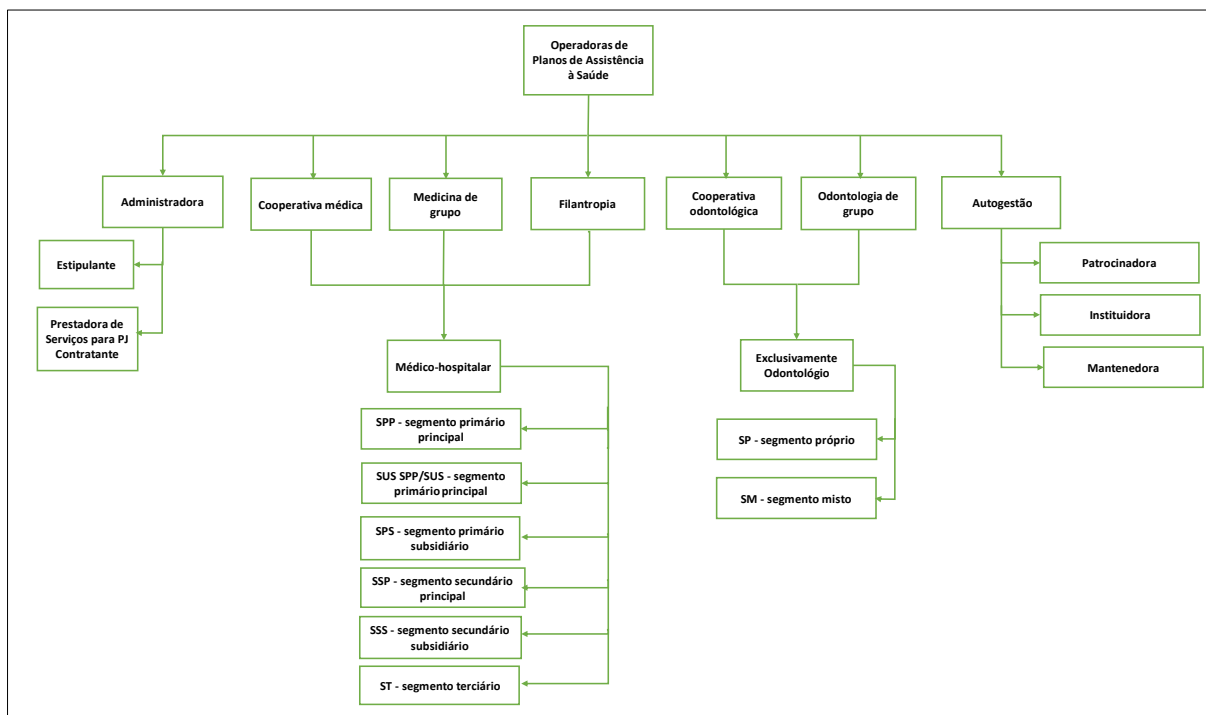 Operadoras de
Planos de Assistência
à Saúde
Administradora
Cooperativa médica
Medicina de
grupo
Filantropia
Cooperativa
odontológica
Odontologia de
grupo
Autogestão
Estipulante
Prestadora de
Serviços para PJ
Contratante
Patrocinadora
Instituidora
Mantenedora
Médico-hospitalar
Exclusivamente
Odontológio
SPP - segmento primário
principal
SUS SPP/SUS - segmento
primário principal
SPS - segmento primário
subsidiário
SSP - segmento secundário
principal
SSS - segmento secundário
subsidiário
ST - segmento terciário
SP - segmento próprio
SM - segmento misto